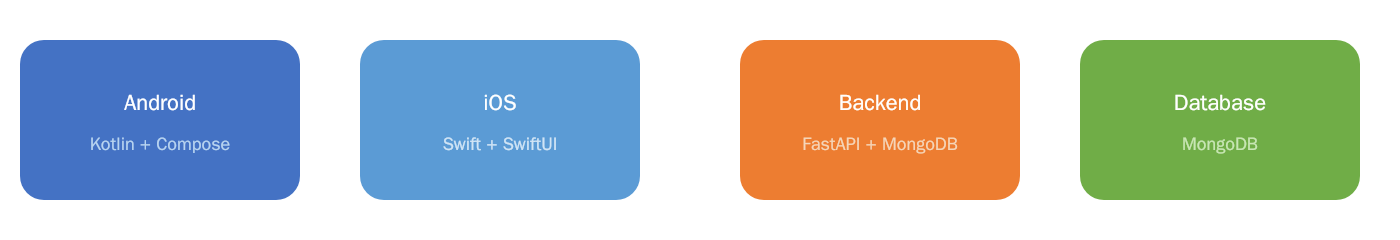 Android
Kotlin + Compose
iOS
Swift + SwiftUI
Backend
FastAPI + MongoDB
Database
MongoDB